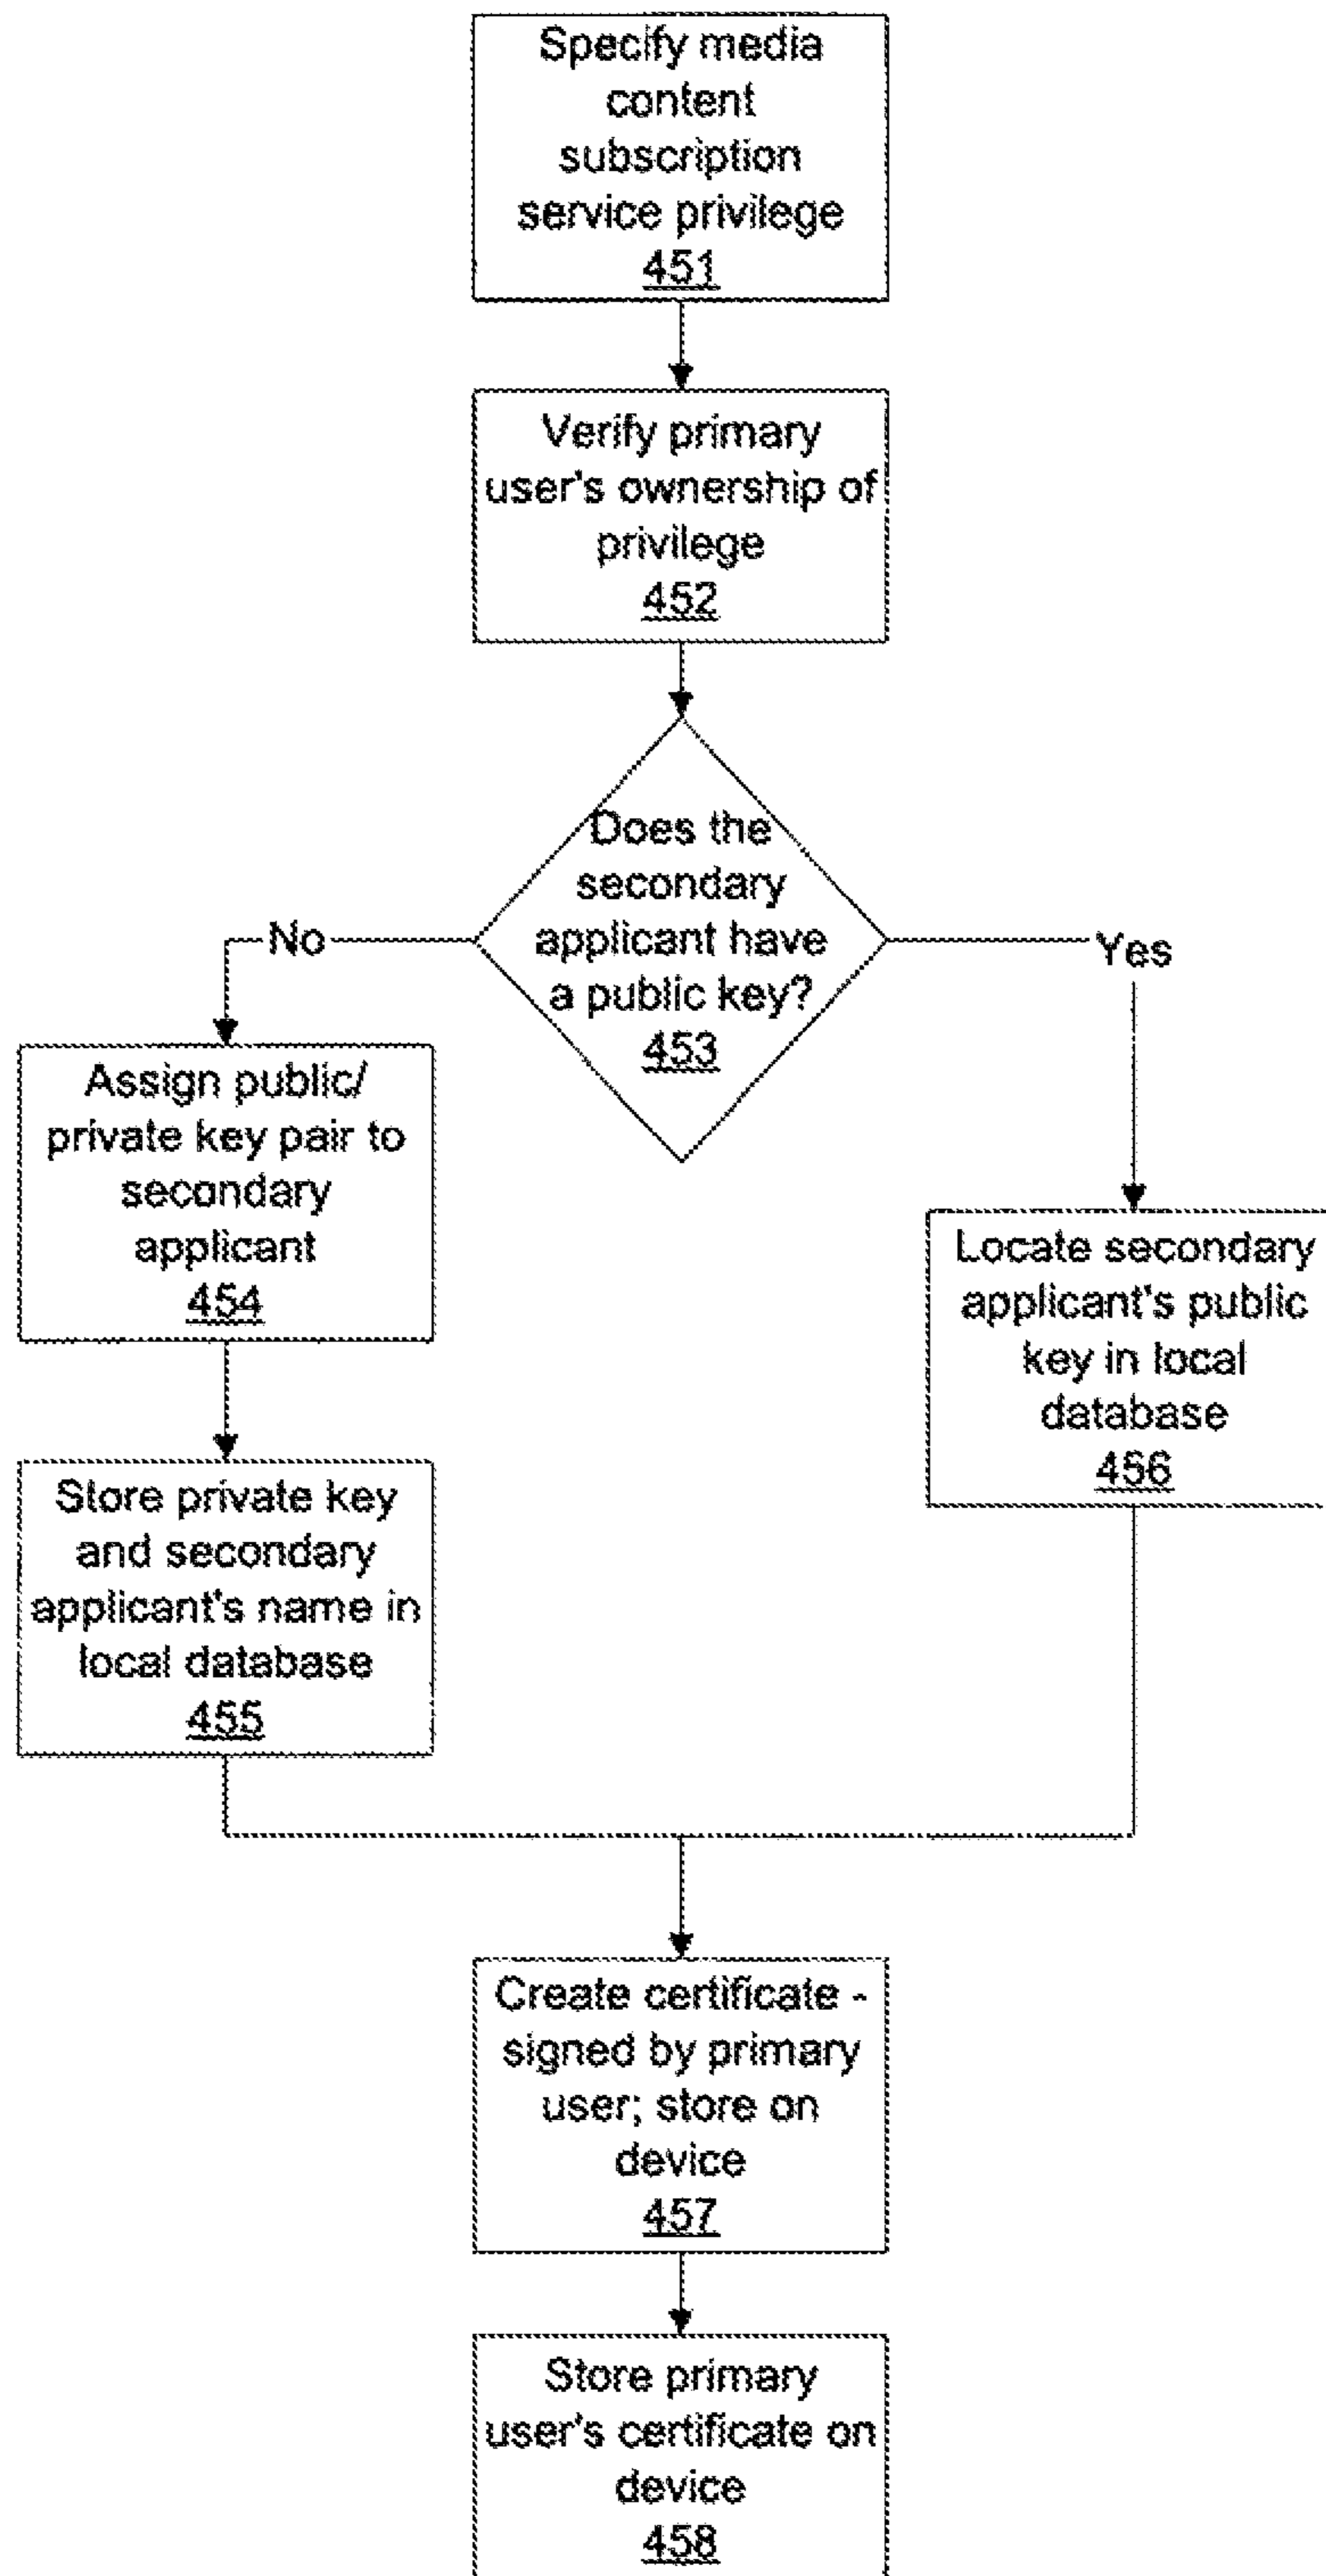 Specify media
content
subscription
service privilege
451
Verify primary
user's ownership of
privilege
452
Does the
secondary
applicant have
a public key?
453
No
Yes
Assign public/
private key pair to
secondary
applicant
454
Store private key
and secondary
applicant's name in
local database
455
Locate secondary
applicant's public
key in local
database
456
Create certificate -
signed by primary
user; store on
device
457
Store primary
user's certificate on
device
458